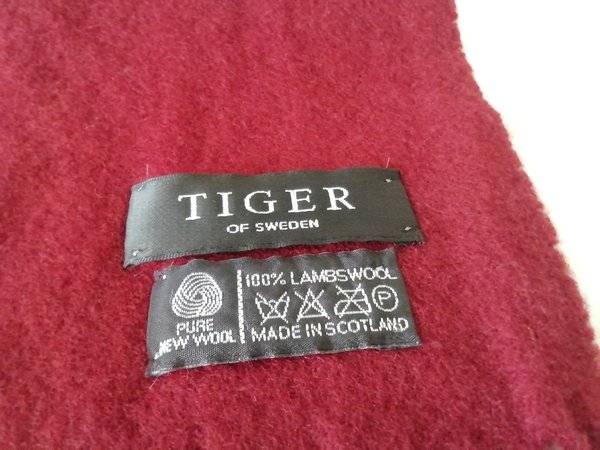 TIGER
OF SWEDEN
100% LAMBSWOOL
PURE
NEW WOOL
P
MADE IN SCOTLAND